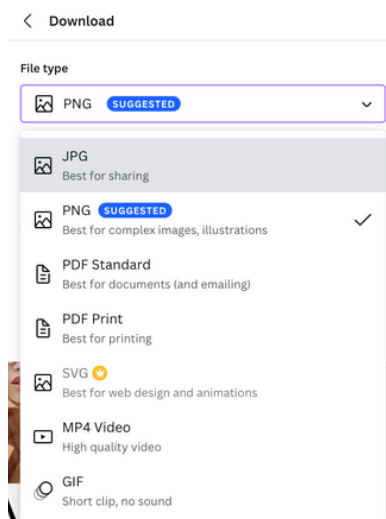 Download
File type
PNG SUGGESTED
JPG
Best for sharing
PNG SUGGESTED
Best for complex images, illustrations
PDF Standard
Best for documents (and emailing)
PDF Print
Best for printing
SVG
Best for web design and animations
MP4 Video
High quality video
GIF
Short clip, no sound